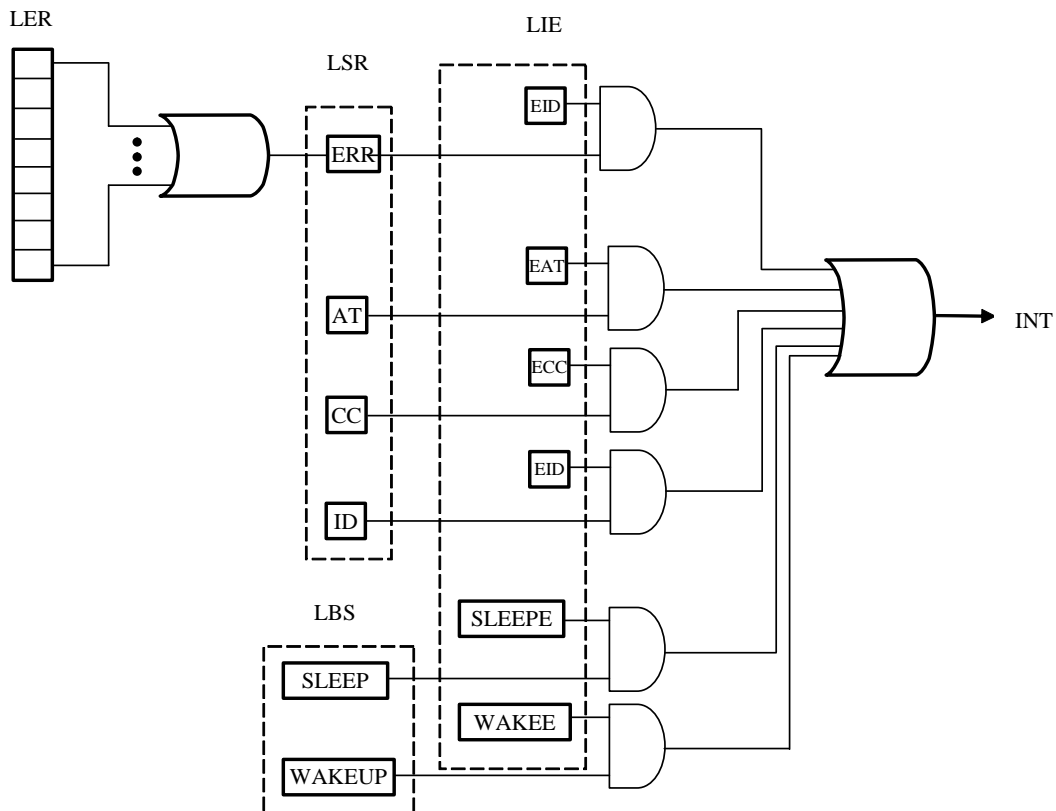 LER
LIE
LSR
EID
ERR
EAT
AT
INT
ECC
CC
EID
ID
LBS
SLEEPE
SLEEP
WAKEE
WAKEUP